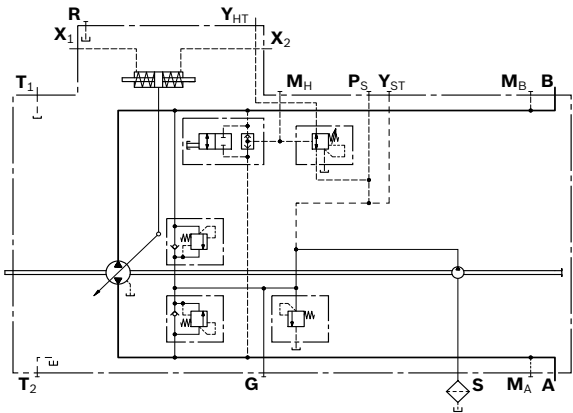 R Y_HT
X_1 X_2
T_1 M_H P_S Y_ST M_B B
T_2 G S M_A A